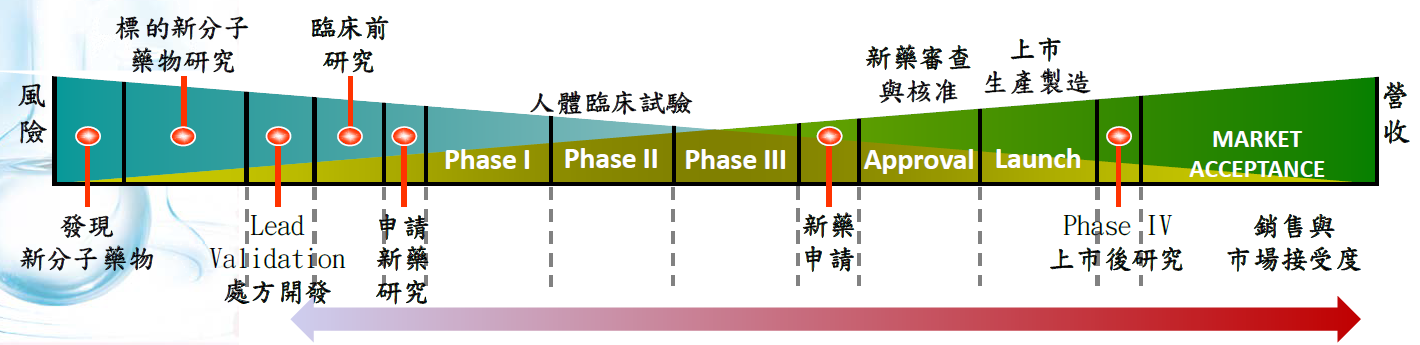 標的新分子
藥物研究
臨床前
研究
人體臨床試驗
新藥審查
與核准
上市
生產製造
風
險
營
收
Phase I
Phase II
Phase III
Approval
Launch
MARKET
ACCEPTANCE
發現
新分子藥物
Lead
Validation
處方開發
申請
新藥
研究
新藥
申請
Phase IV
上市後研究
銷售與
市場接受度